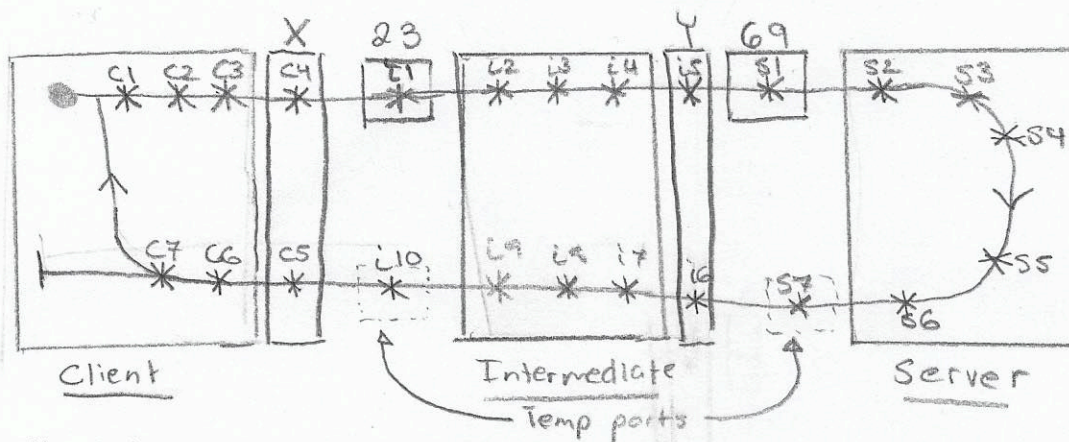 X 23 Y 69
C1 C2 C3 C4 i1 i2 i3 i4 i5 S1 S2 S3
S4
C7 C6 C5 i10 i9 i8 i7 i6 S7 S5
S6
Client Intermediate Server
Temp ports